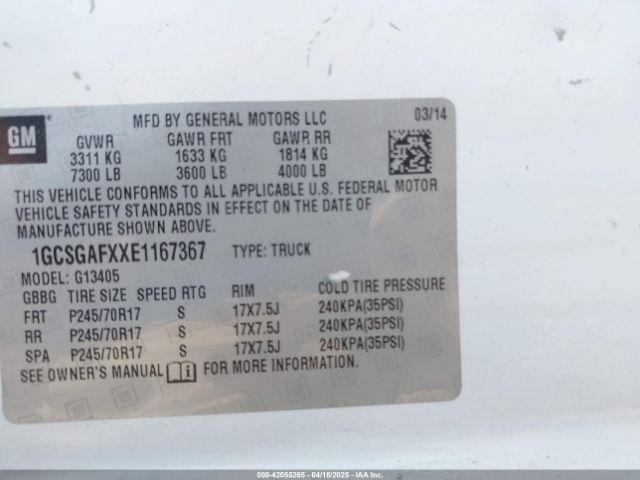 GM
MFD BY GENERAL MOTORS LLC 03/14
GVWR GAWR FRT GAWR RR
3311 KG 1633 KG 1814 KG
7300 LB 3600 LB 4000 LB
THIS VEHICLE CONFORMS TO ALL APPLICABLE U.S. FEDERAL MOTOR
VEHICLE SAFETY STANDARDS IN EFFECT ON THE DATE OF
MANUFACTURE SHOWN ABOVE.
1GCSGAFXXE1167367 TYPE: TRUCK
MODEL: G13405
GBBG TIRE SIZE SPEED RTG RIM COLD TIRE PRESSURE
FRT P245/70R17 S 17X7.5J 240KPA(35PSI)
RR P245/70R17 S 17X7.5J 240KPA(35PSI)
SPA P245/70R17 S 17X7.5J 240KPA(35PSI)
SEE OWNER'S MANUAL FOR MORE INFORMATION.
000-42055265 - 04/18/2025 - IAAI.COM